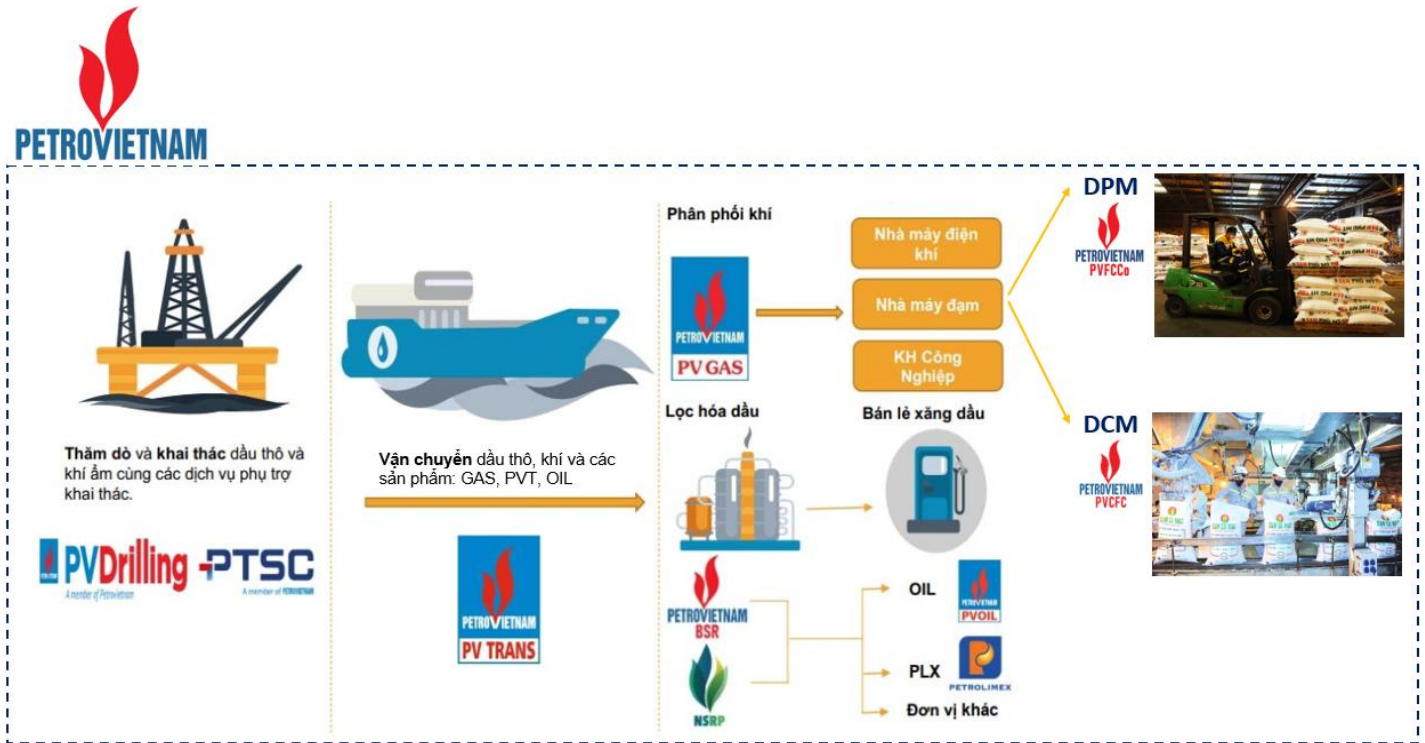 PETROVIETNAM
Thăm dò và khai thác dầu thô và
khí ẩm cùng các dịch vụ phụ trợ
khai thác.
PVDrilling
A member of Petrovietnam
PTSC
A member of PETROVIETNAM
Vận chuyển dầu thô, khí và các
sản phẩm: GAS, PVT, OIL
PETROVIETNAM
PV TRANS
Phân phối khí
PETROVIETNAM
PV GAS
Nhà máy điện
khí
Nhà máy đạm
KH Công
Nghiệp
Lọc hóa dầu
Bán lẻ xăng dầu
PETROVIETNAM
BSR
NSRP
OIL
PETROVIETNAM
PVOIL
PLX
PETROLIMEX
Đơn vị khác
DPM
PETROVIETNAM
PVFCCo
DCM
PETROVIETNAM
PVCFC